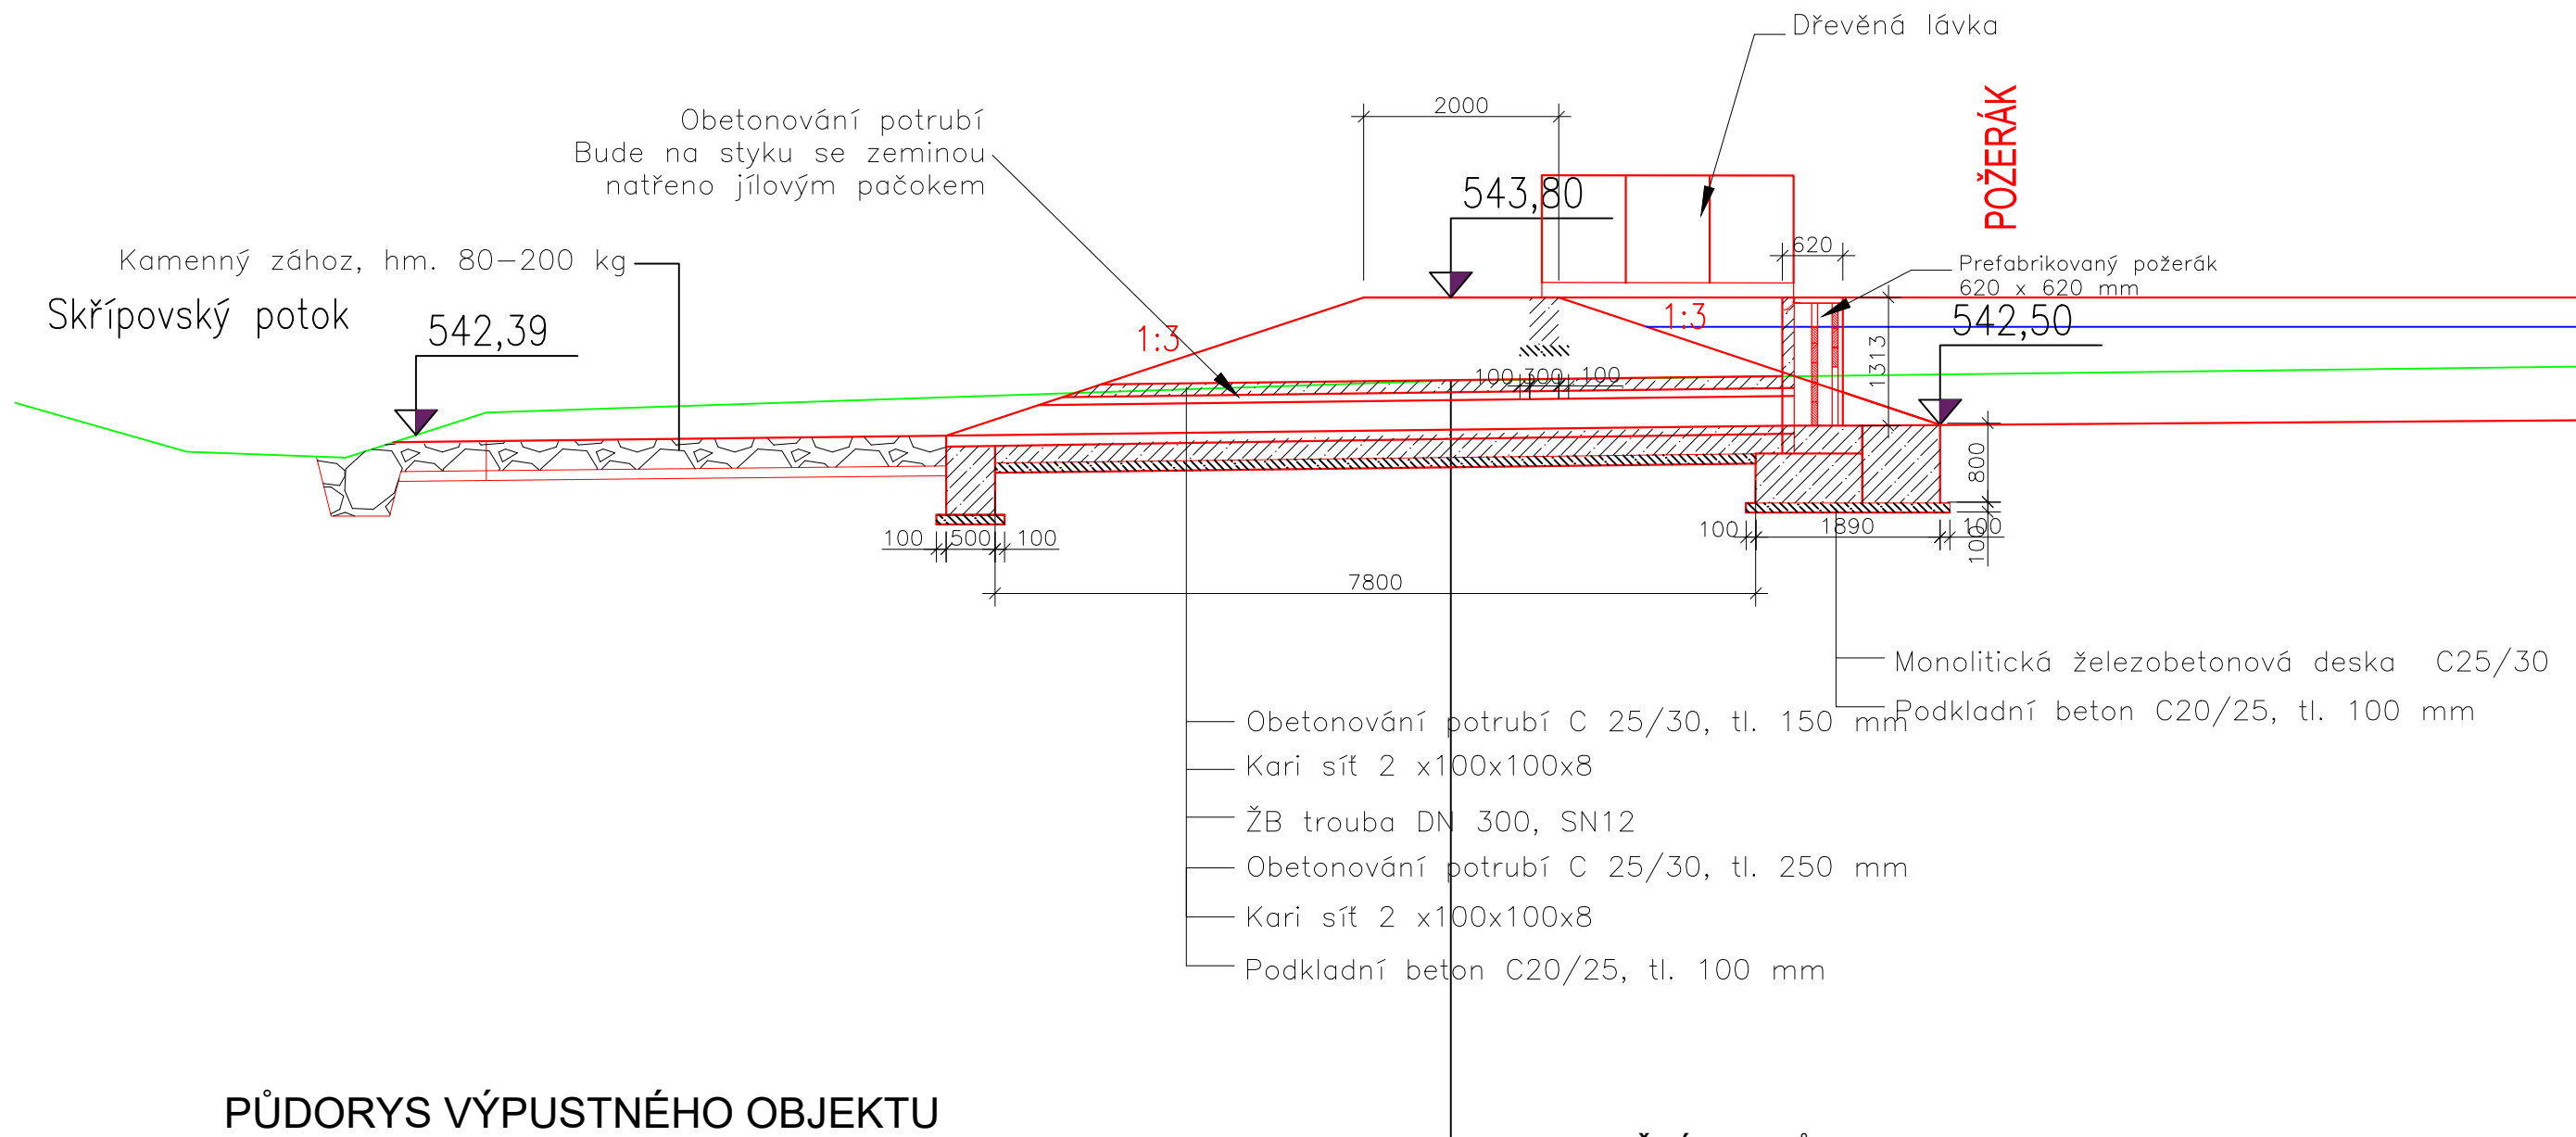 Dřevěná lávka
2000
POŽERÁK
Obetonování potrubí
Bude na styku se zeminou
natřeno jílovým pačokem
543,80
620
Kamenný zához, hm. 80-200 kg
Prefabrikovaný požerák
620 x 620 mm
Skřípovský potok
542,39
1:3
1:3
542,50
1313
100 300 100
800
100 500 100
100 1890 100
100
7800
Monolitická železobetonová deska C25/30
Podkladní beton C20/25, tl. 100 mm
Obetonování potrubí C 25/30, tl. 150 mm
Kari síť 2 x100x100x8
ŽB trouba DN 300, SN12
Obetonování potrubí C 25/30, tl. 250 mm
Kari síť 2 x100x100x8
Podkladní beton C20/25, tl. 100 mm
PŮDORYS VÝPUSTNÉHO OBJEKTU